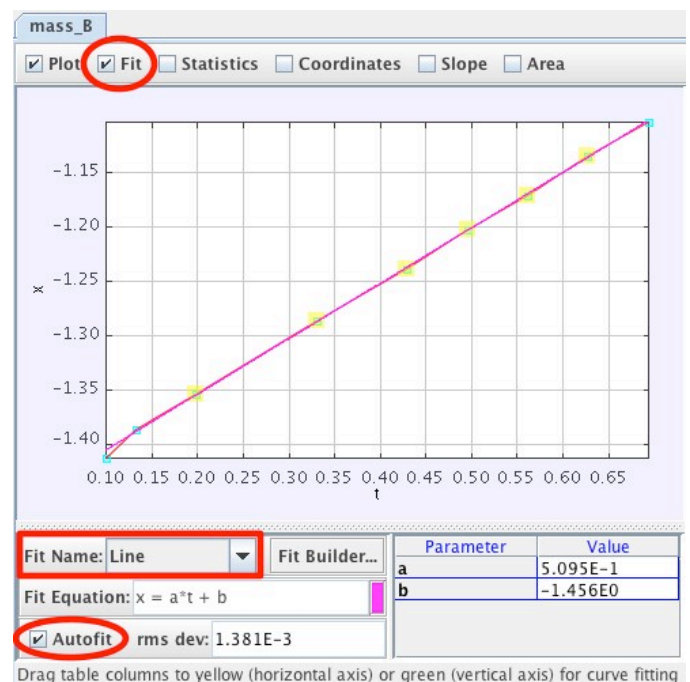 mass_B
Plot Fit Statistics Coordinates Slope Area
-1.15
-1.20
x -1.25
-1.30
-1.35
-1.40
0.10 0.15 0.20 0.25 0.30 0.35 0.40 0.45 0.50 0.55 0.60 0.65
t
Fit Name: Line Fit Builder...
Parameter Value
a 5.095E-1
b -1.456E0
Fit Equation: x = a*t + b
Autofit rms dev: 1.381E-3
Drag table columns to yellow (horizontal axis) or green (vertical axis) for curve fitting